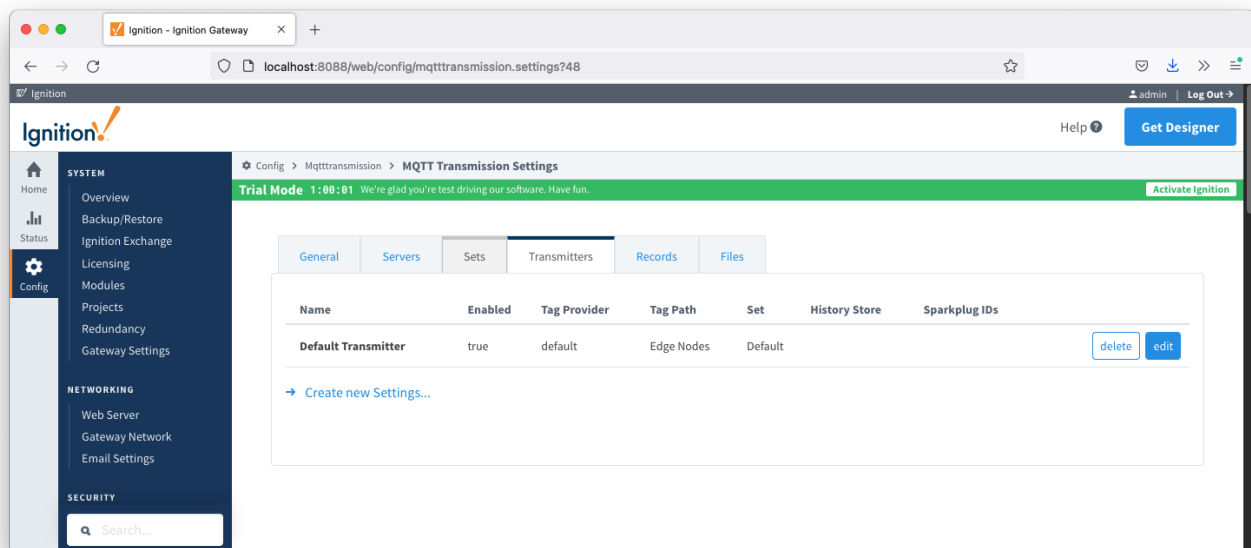 Ignition - Ignition Gateway
localhost:8088/web/config/mqtttransmission.settings?48
Ignition
admin | Log Out
Ignition!
Help
Get Designer
Home
Status
Config
SYSTEM
Overview
Backup/Restore
Ignition Exchange
Licensing
Modules
Projects
Redundancy
Gateway Settings
NETWORKING
Web Server
Gateway Network
Email Settings
SECURITY
Search...
Config > Mqtttransmission > MQTT Transmission Settings
Trial Mode 1:00:01 We're glad you're test driving our software. Have fun.
Activate Ignition
General Servers Sets Transmitters Records Files
Name Enabled Tag Provider Tag Path Set History Store Sparkplug IDs
Default Transmitter true default Edge Nodes Default delete edit
Create new Settings...